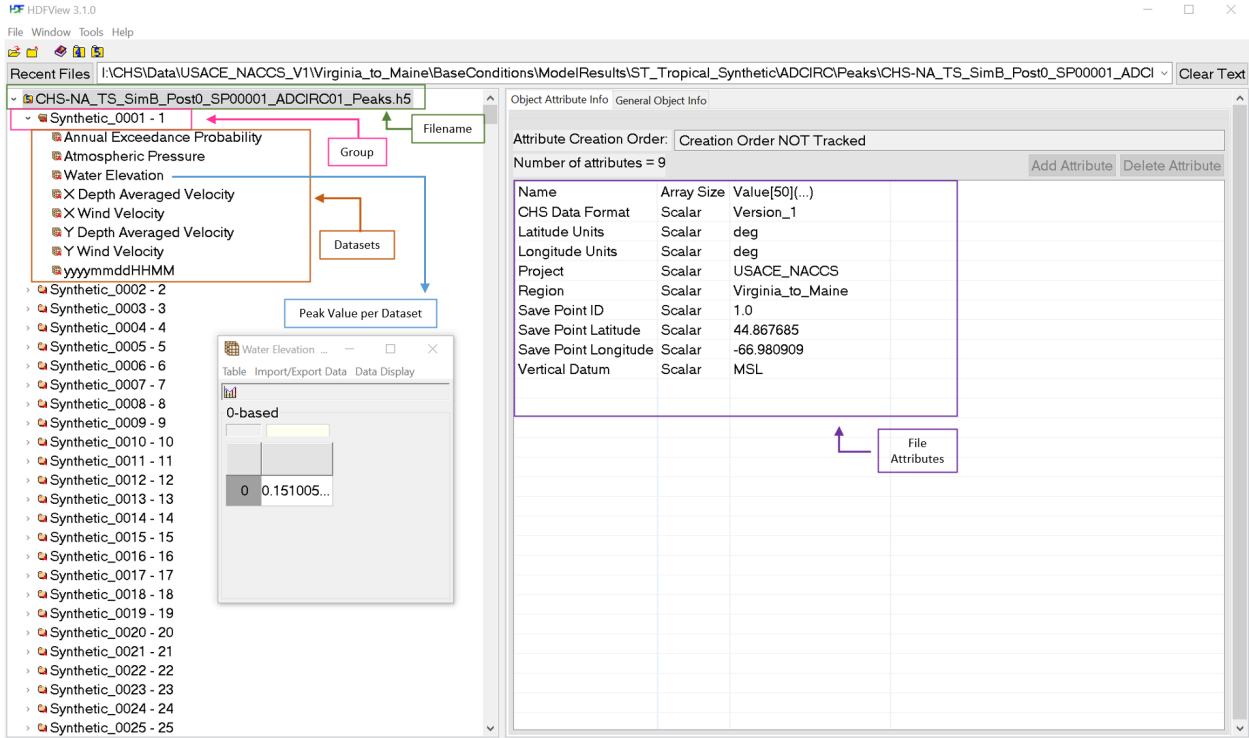 HDFView 3.1.0
File Window Tools Help
Recent Files I:\CHS\Data\USACE_NACCS_V1\Virginia_to_Maine\BaseConditions\ModelResults\ST_Tropical_Synthetic\ADCIRC\Peaks\CHS-NA_TS_SimB_Post0_SP00001_ADCI Clear Text
CHS-NA_TS_SimB_Post0_SP00001_ADCIRC01_Peaks.h5
Synthetic_0001 - 1
Annual Exceedance Probability
Atmospheric Pressure
Water Elevation
X Depth Averaged Velocity
X Wind Velocity
Y Depth Averaged Velocity
Y Wind Velocity
yyyymmddHHMM
Synthetic_0002 - 2
Synthetic_0003 - 3
Synthetic_0004 - 4
Synthetic_0005 - 5
Synthetic_0006 - 6
Synthetic_0007 - 7
Synthetic_0008 - 8
Synthetic_0009 - 9
Synthetic_0010 - 10
Synthetic_0011 - 11
Synthetic_0012 - 12
Synthetic_0013 - 13
Synthetic_0014 - 14
Synthetic_0015 - 15
Synthetic_0016 - 16
Synthetic_0017 - 17
Synthetic_0018 - 18
Synthetic_0019 - 19
Synthetic_0020 - 20
Synthetic_0021 - 21
Synthetic_0022 - 22
Synthetic_0023 - 23
Synthetic_0024 - 24
Synthetic_0025 - 25
Filename
Group
Datasets
Peak Value per Dataset
Water Elevation ...
Table Import/Export Data Data Display
0-based
0 0.151005...
Object Attribute Info General Object Info
Attribute Creation Order: Creation Order NOT Tracked
Number of attributes = 9 Add Attribute Delete Attribute
Name Array Size Value[50](...)
CHS Data Format Scalar Version_1
Latitude Units Scalar deg
Longitude Units Scalar deg
Project Scalar USACE_NACCS
Region Scalar Virginia_to_Maine
Save Point ID Scalar 1.0
Save Point Latitude Scalar 44.867685
Save Point Longitude Scalar -66.980909
Vertical Datum Scalar MSL
File
Attributes